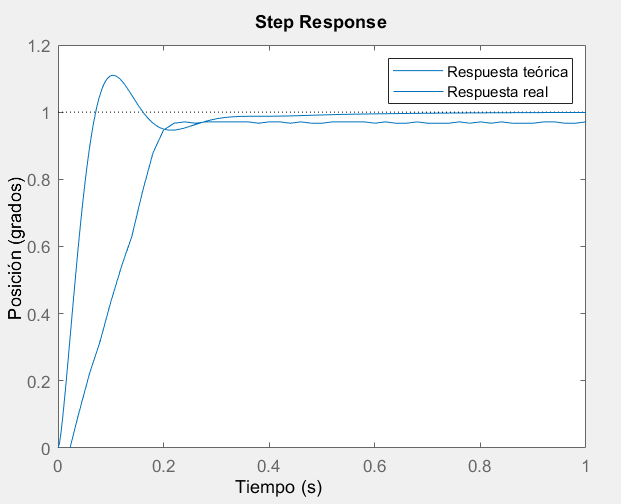 Step Response
Respuesta teórica
Respuesta real
Posición (grados)
1.2
1
0.8
0.6
0.4
0.2
0
0 0.2 0.4 0.6 0.8 1
Tiempo (s)